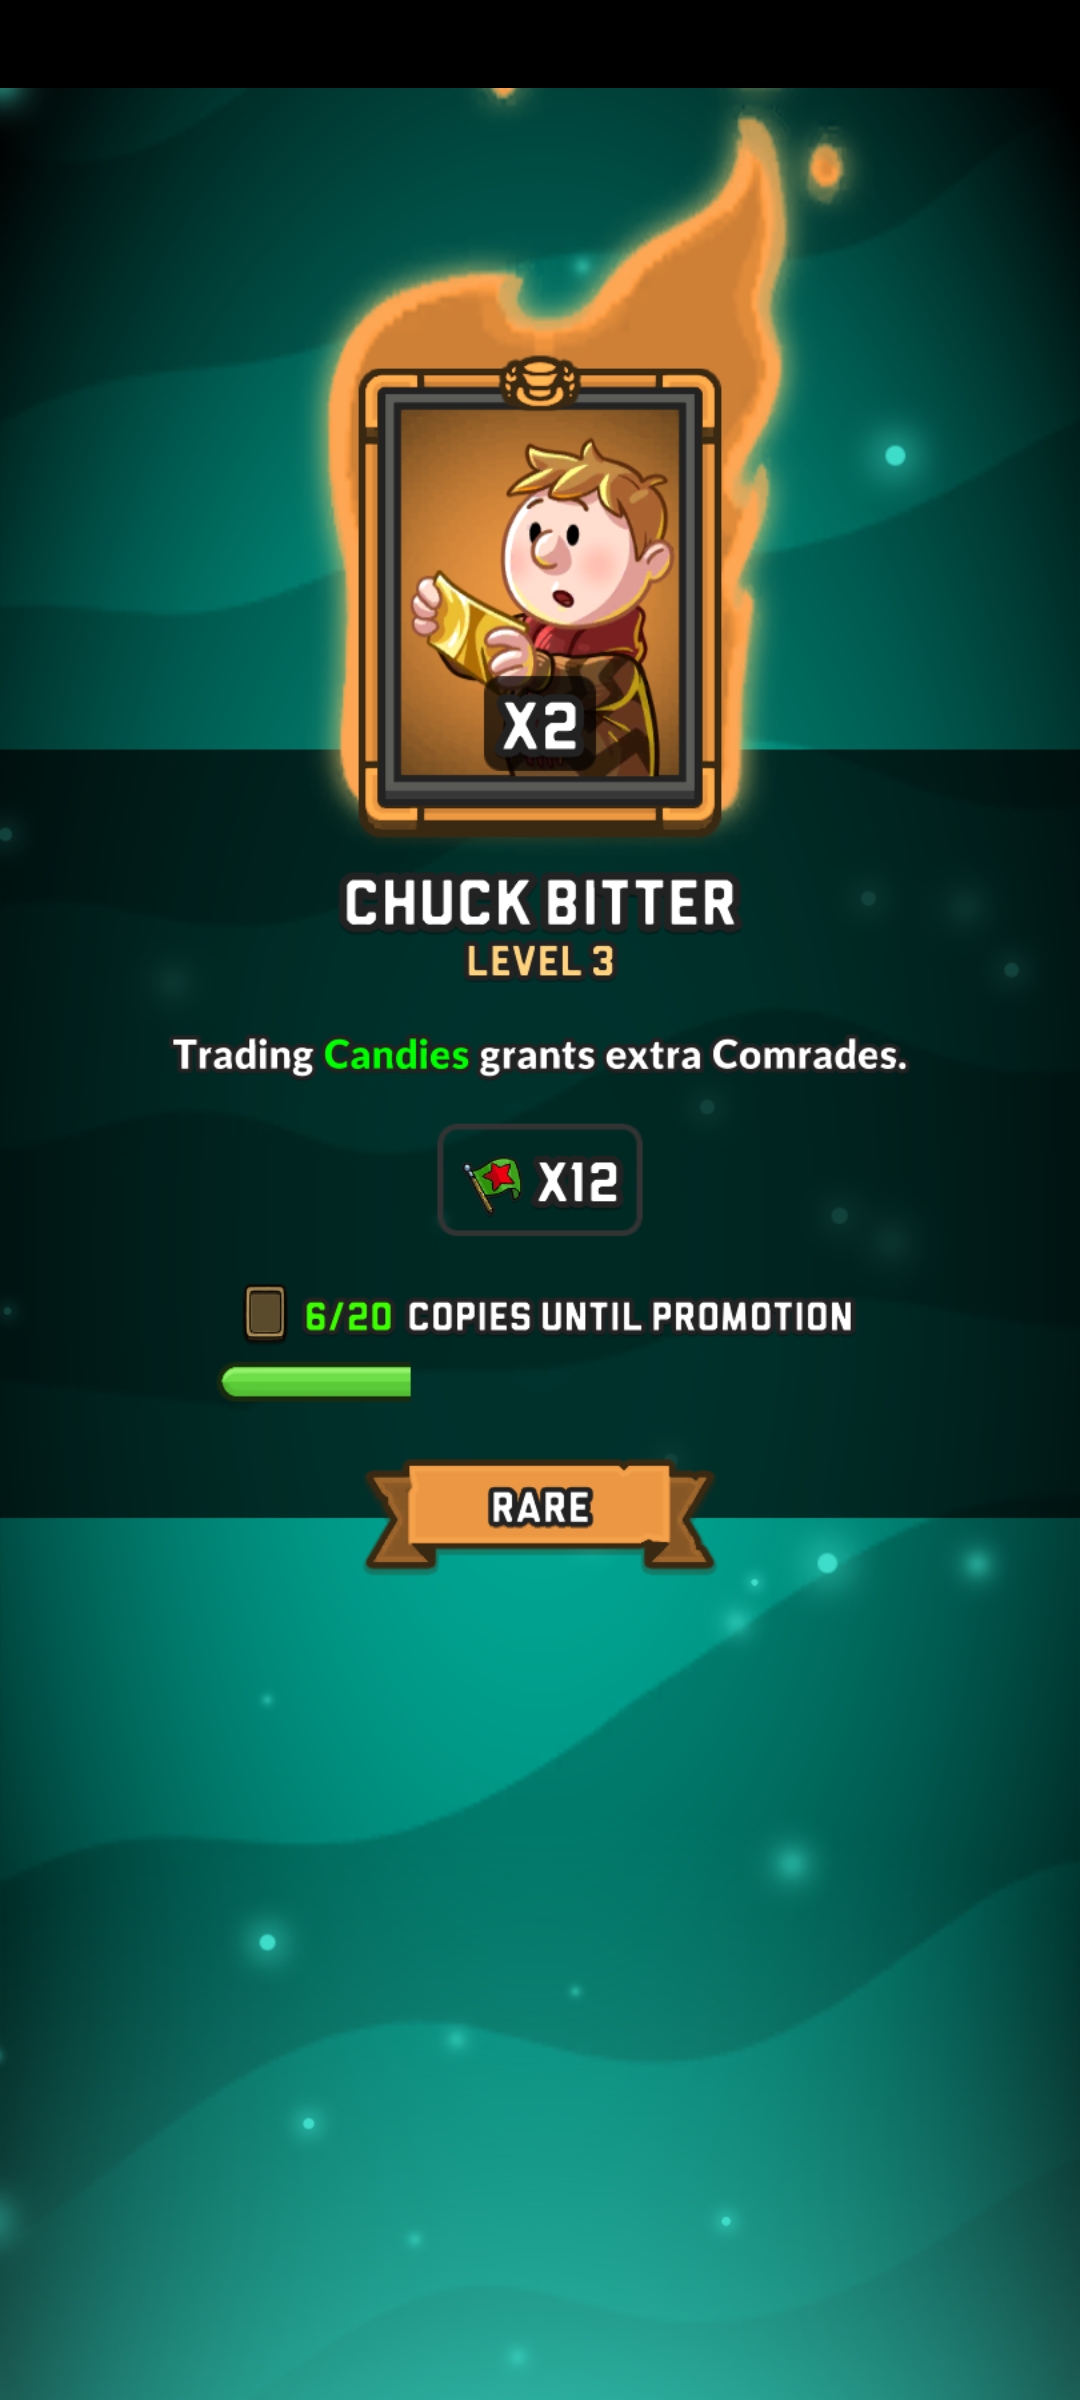 X2
CHUCK BITTER
LEVEL 3
Trading Candies grants extra Comrades.
X12
6/20 COPIES UNTIL PROMOTION
RARE